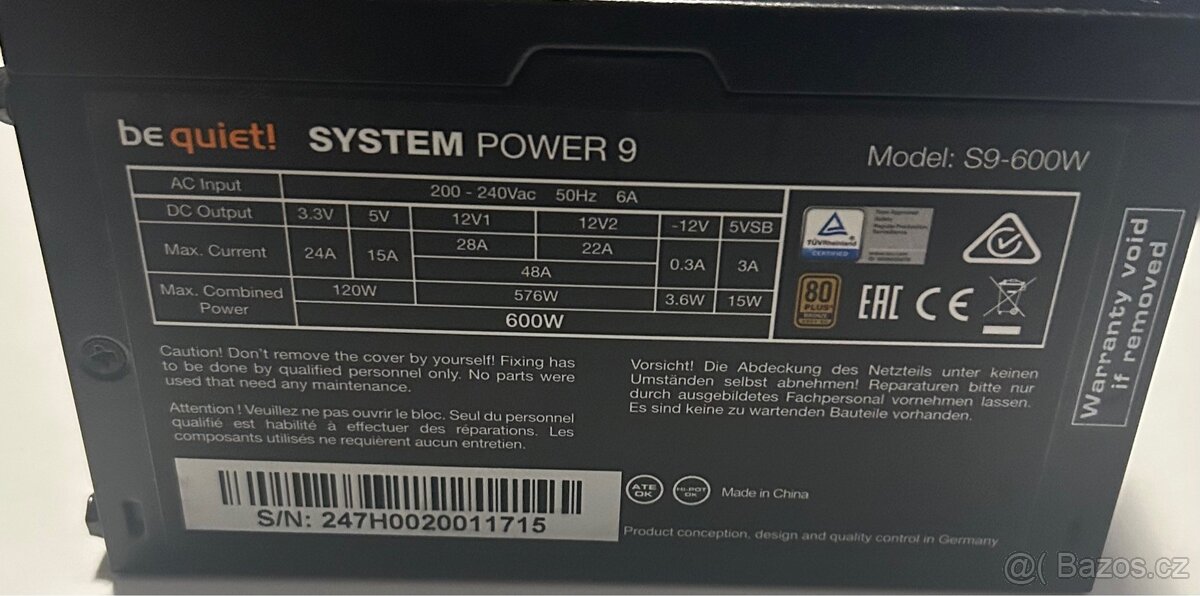 be quiet! SYSTEM POWER 9
Model: S9-600W
AC Input 200 - 240Vac 50Hz 6A
DC Output 3.3V 5V 12V1 12V2 -12V 5VSB
Max. Current 24A 15A 28A 22A 0.3A 3A
48A
Max. Combined Power 120W 576W 3.6W 15W
600W
TÜVRheinland
CERTIFIED
80
PLUS
BRONZE
EAC CE
Warranty void
if removed
Caution! Don't remove the cover by yourself! Fixing has
to be done by qualified personnel only. No parts were
used that need any maintenance.
Attention ! Veuillez ne pas ouvrir le bloc. Seul du personnel
qualifié est habilité à effectuer des réparations. Les
composants utilisés ne requièrent aucun entretien.
Vorsicht! Die Abdeckung des Netzteils unter keinen
Umständen selbst abnehmen! Reparaturen bitte nur
durch ausgebildetes Fachpersonal vornehmen lassen.
Es sind keine zu wartenden Bauteile vorhanden.
S/N: 247H0020011715
ATE OK
HI-POT OK
Made in China
Product conception, design and quality control in Germany
@( Bazos.cz